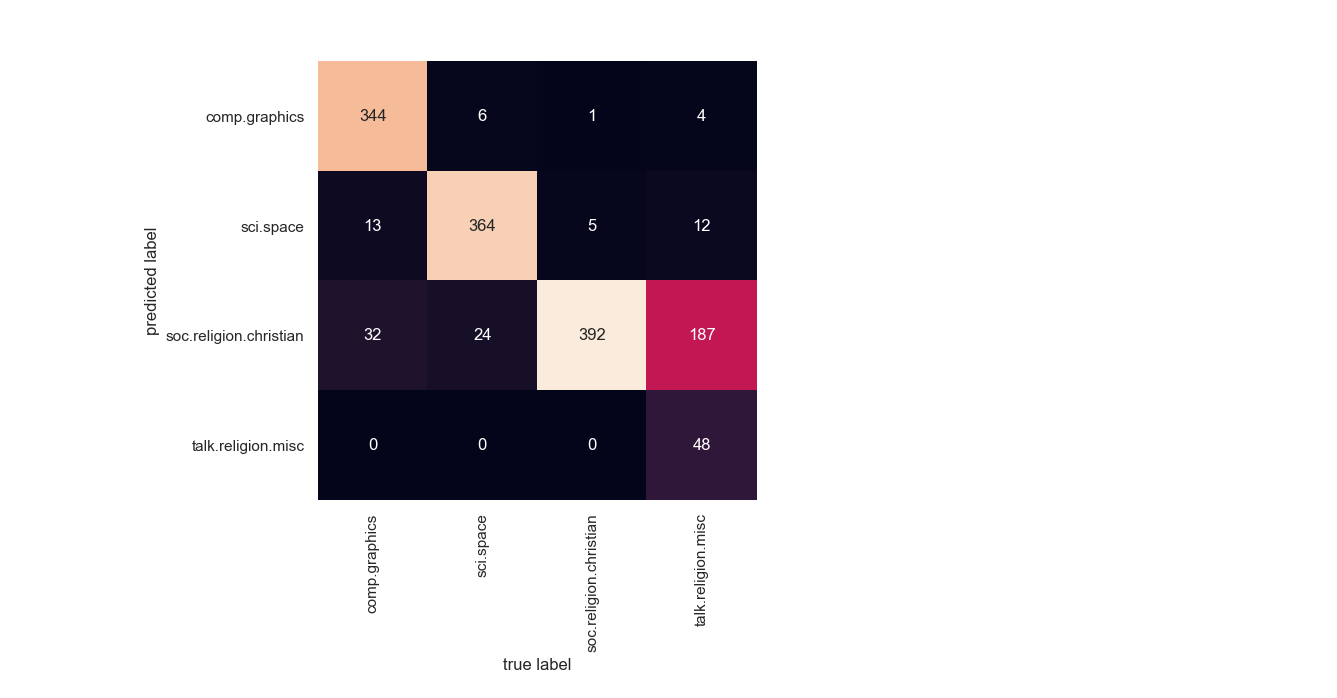 comp.graphics 344 6 1 4
sci.space 13 364 5 12
predicted label
soc.religion.christian 32 24 392 187
talk.religion.misc 0 0 0 48
comp.graphics
sci.space
soc.religion.christian
talk.religion.misc
true label